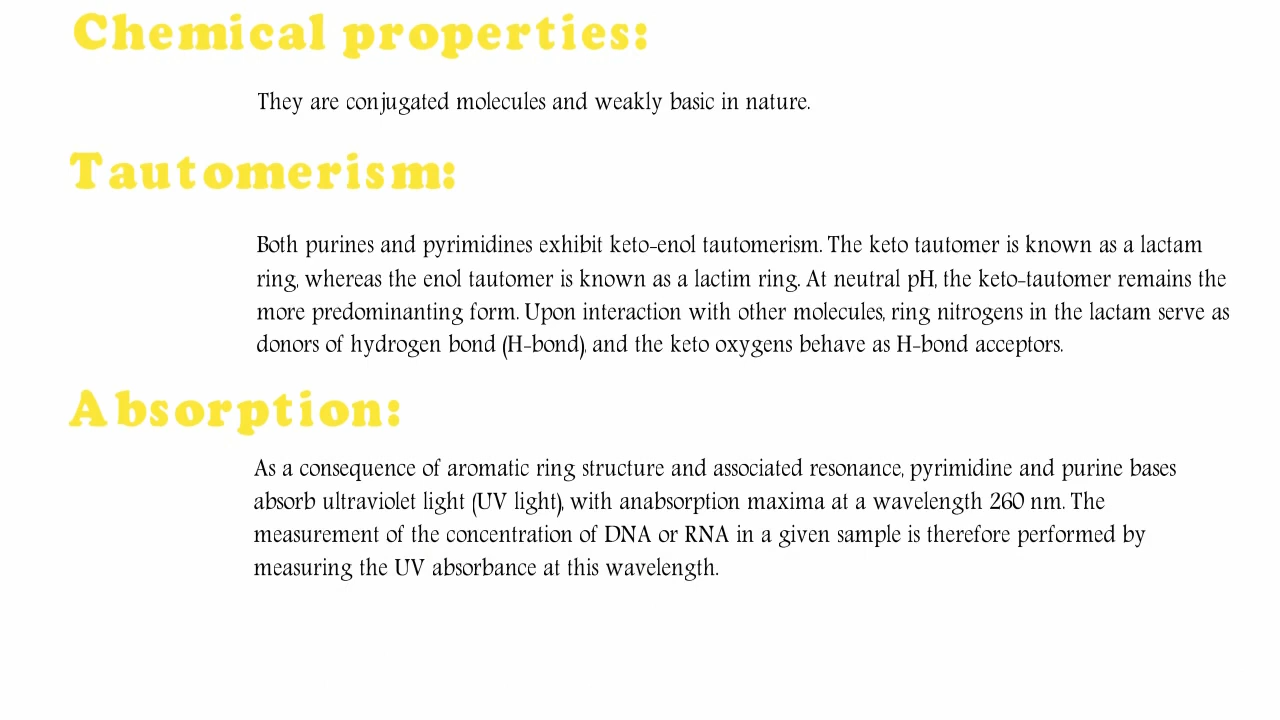 Chemical properties:
They are conjugated molecules and weakly basic in nature.
Tautomerism:
Both purines and pyrimidines exhibit keto-enol tautomerism. The keto tautomer is known as a lactam
ring, whereas the enol tautomer is known as a lactim ring. At neutral pH, the keto-tautomer remains the
more predominanting form. Upon interaction with other molecules, ring nitrogens in the lactam serve as
donors of hydrogen bond (H-bond), and the keto oxygens behave as H-bond acceptors.
Absorption:
As a consequence of aromatic ring structure and associated resonance, pyrimidine and purine bases
absorb ultraviolet light (UV light), with anabsorption maxima at a wavelength 260 nm. The
measurement of the concentration of DNA or RNA in a given sample is therefore performed by
measuring the UV absorbance at this wavelength.